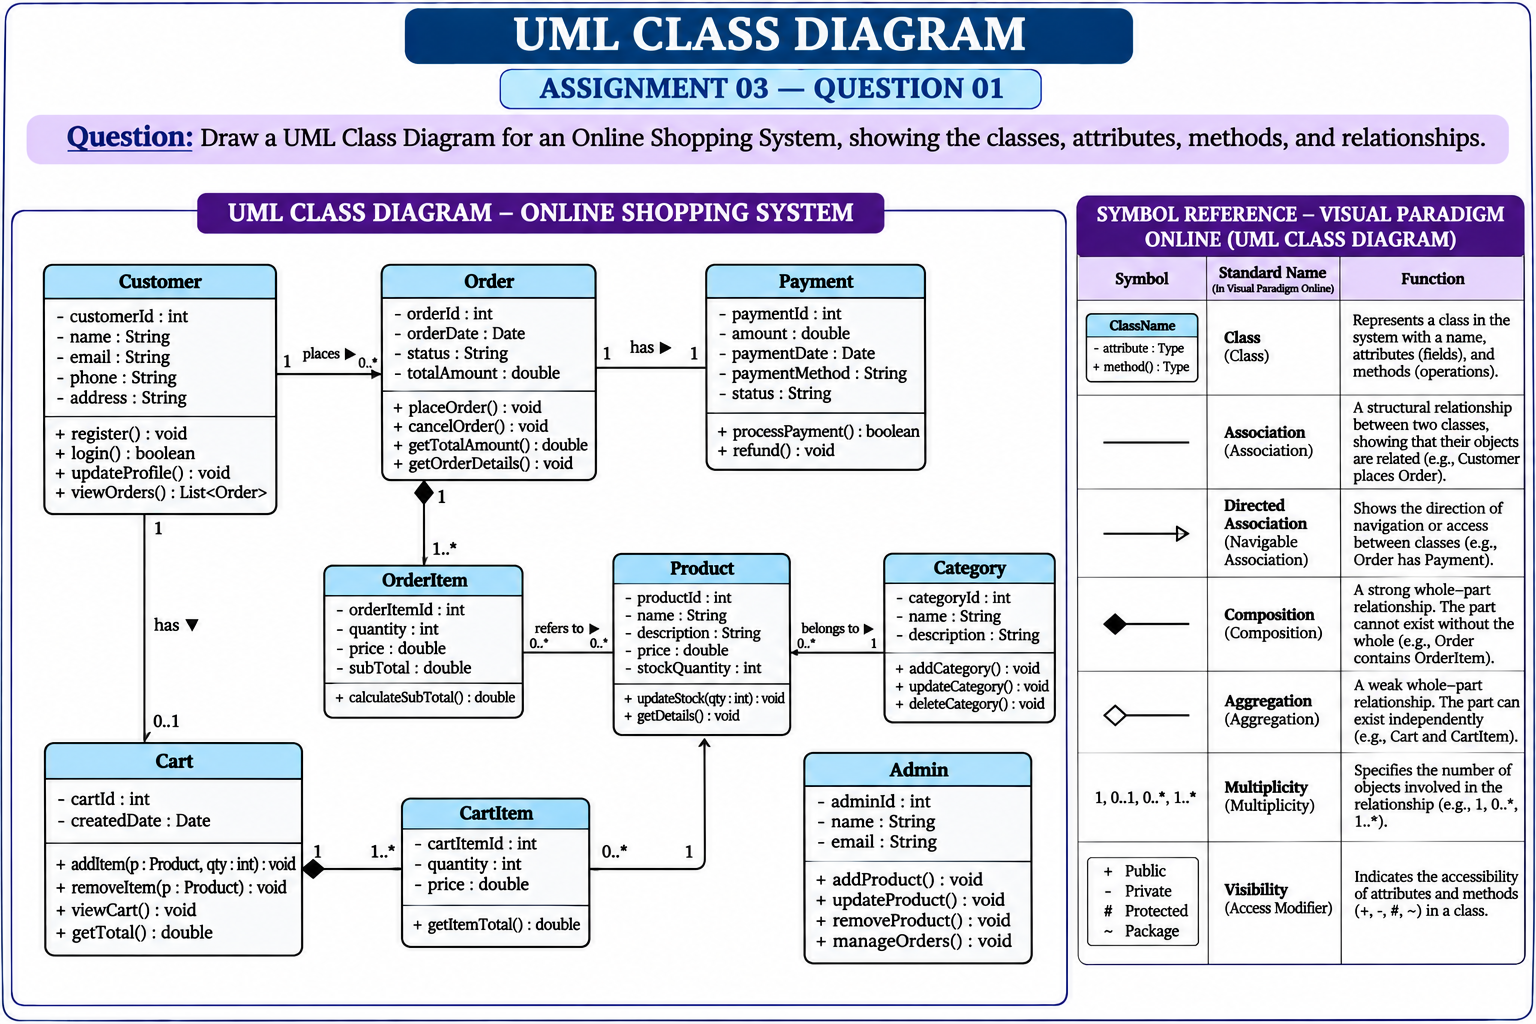 UML CLASS DIAGRAM
ASSIGNMENT 03 — QUESTION 01
Question: Draw a UML Class Diagram for an Online Shopping System, showing the classes, attributes, methods, and relationships.
UML CLASS DIAGRAM – ONLINE SHOPPING SYSTEM
Customer
- customerId : int
- name : String
- email : String
- phone : String
- address : String
+ register() : void
+ login() : boolean
+ updateProfile() : void
+ viewOrders() : List<Order>
1
places ▶
0..*
Order
- orderId : int
- orderDate : Date
- status : String
- totalAmount : double
+ placeOrder() : void
+ cancelOrder() : void
+ getTotalAmount() : double
+ getOrderDetails() : void
1
has ▶
1
Payment
- paymentId : int
- amount : double
- paymentDate : Date
- paymentMethod : String
- status : String
+ processPayment() : boolean
+ refund() : void
1
1..*
1
has ▼
0..1
OrderItem
- orderItemId : int
- quantity : int
- price : double
- subTotal : double
+ calculateSubTotal() : double
refers to ▶
0..*
0..*
Product
- productId : int
- name : String
- description : String
- price : double
- stockQuantity : int
+ updateStock(qty : int) : void
+ getDetails() : void
belongs to ▶
0..*
1
Category
- categoryId : int
- name : String
- description : String
+ addCategory() : void
+ updateCategory() : void
+ deleteCategory() : void
Cart
- cartId : int
- createdDate : Date
+ addItem(p : Product, qty : int) : void
+ removeItem(p : Product) : void
+ viewCart() : void
+ getTotal() : double
1
1..*
CartItem
- cartItemId : int
- quantity : int
- price : double
+ getItemTotal() : double
0..*
1
Admin
- adminId : int
- name : String
- email : String
+ addProduct() : void
+ updateProduct() : void
+ removeProduct() : void
+ manageOrders() : void
SYMBOL REFERENCE – VISUAL PARADIGM
ONLINE (UML CLASS DIAGRAM)
Symbol
Standard Name
(In Visual Paradigm Online)
Function
ClassName
- attribute : Type
+ method() : Type
Class
(Class)
Represents a class in the
system with a name,
attributes (fields), and
methods (operations).
Association
(Association)
A structural relationship
between two classes,
showing that their objects
are related (e.g., Customer
places Order).
Directed
Association
(Navigable
Association)
Shows the direction of
navigation or access
between classes (e.g.,
Order has Payment).
Composition
(Composition)
A strong whole–part
relationship. The part
cannot exist without the
whole (e.g., Order
contains OrderItem).
Aggregation
(Aggregation)
A weak whole–part
relationship. The part can
exist independently
(e.g., Cart and CartItem).
1, 0..1, 0..*, 1..*
Multiplicity
(Multiplicity)
Specifies the number of
objects involved in the
relationship (e.g., 1, 0..*,
1..*).
+ Public
- Private
# Protected
~ Package
Visibility
(Access Modifier)
Indicates the accessibility
of attributes and methods
(+, -, #, ~) in a class.